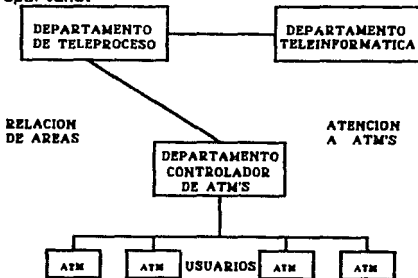 DEPARTAMENTO
DE TELEPROCESO
DEPARTAMENTO
TELEINFORMATICA
RELACION
DE AREAS
ATENCION
A ATM'S
DEPARTAMENTO
CONTROLADOR
DE ATM'S
ATM ATM USUARIOS ATM ATM